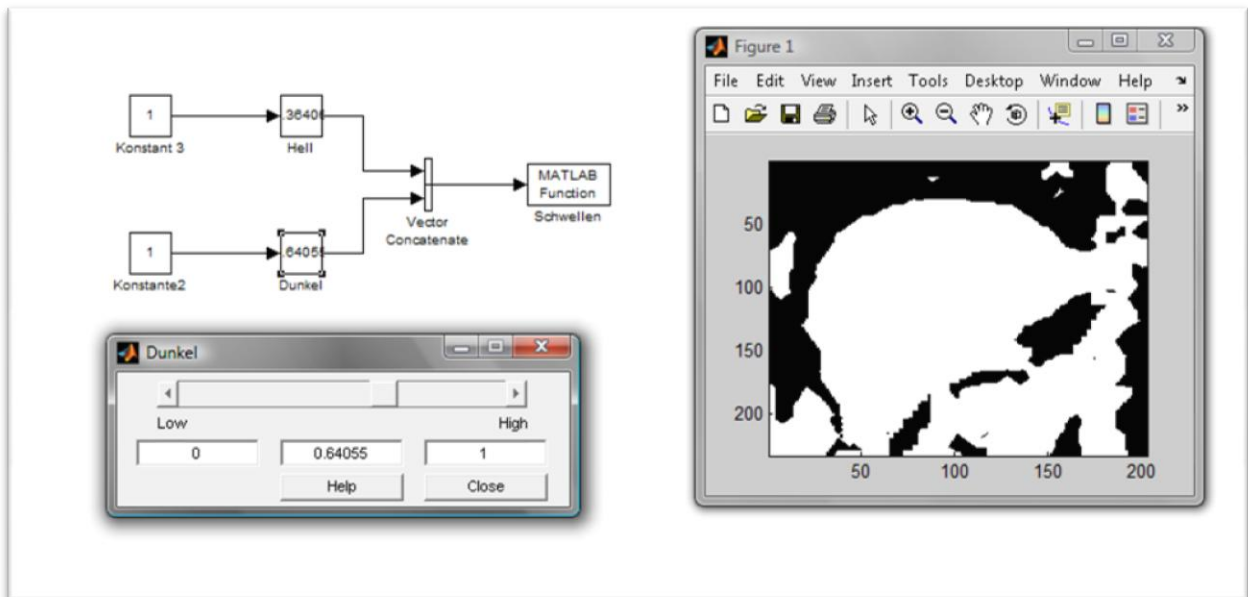 1
Konstant 3
.36406
Hell
Vector
Concatenate
MATLAB
Function
Schwellen
1
Konstante2
Dunkel
Dunkel
Low
High
0
0.64055
1
Help
Close
Figure 1
File Edit View Insert Tools Desktop Window Help
50
100
150
200
50 100 150 200